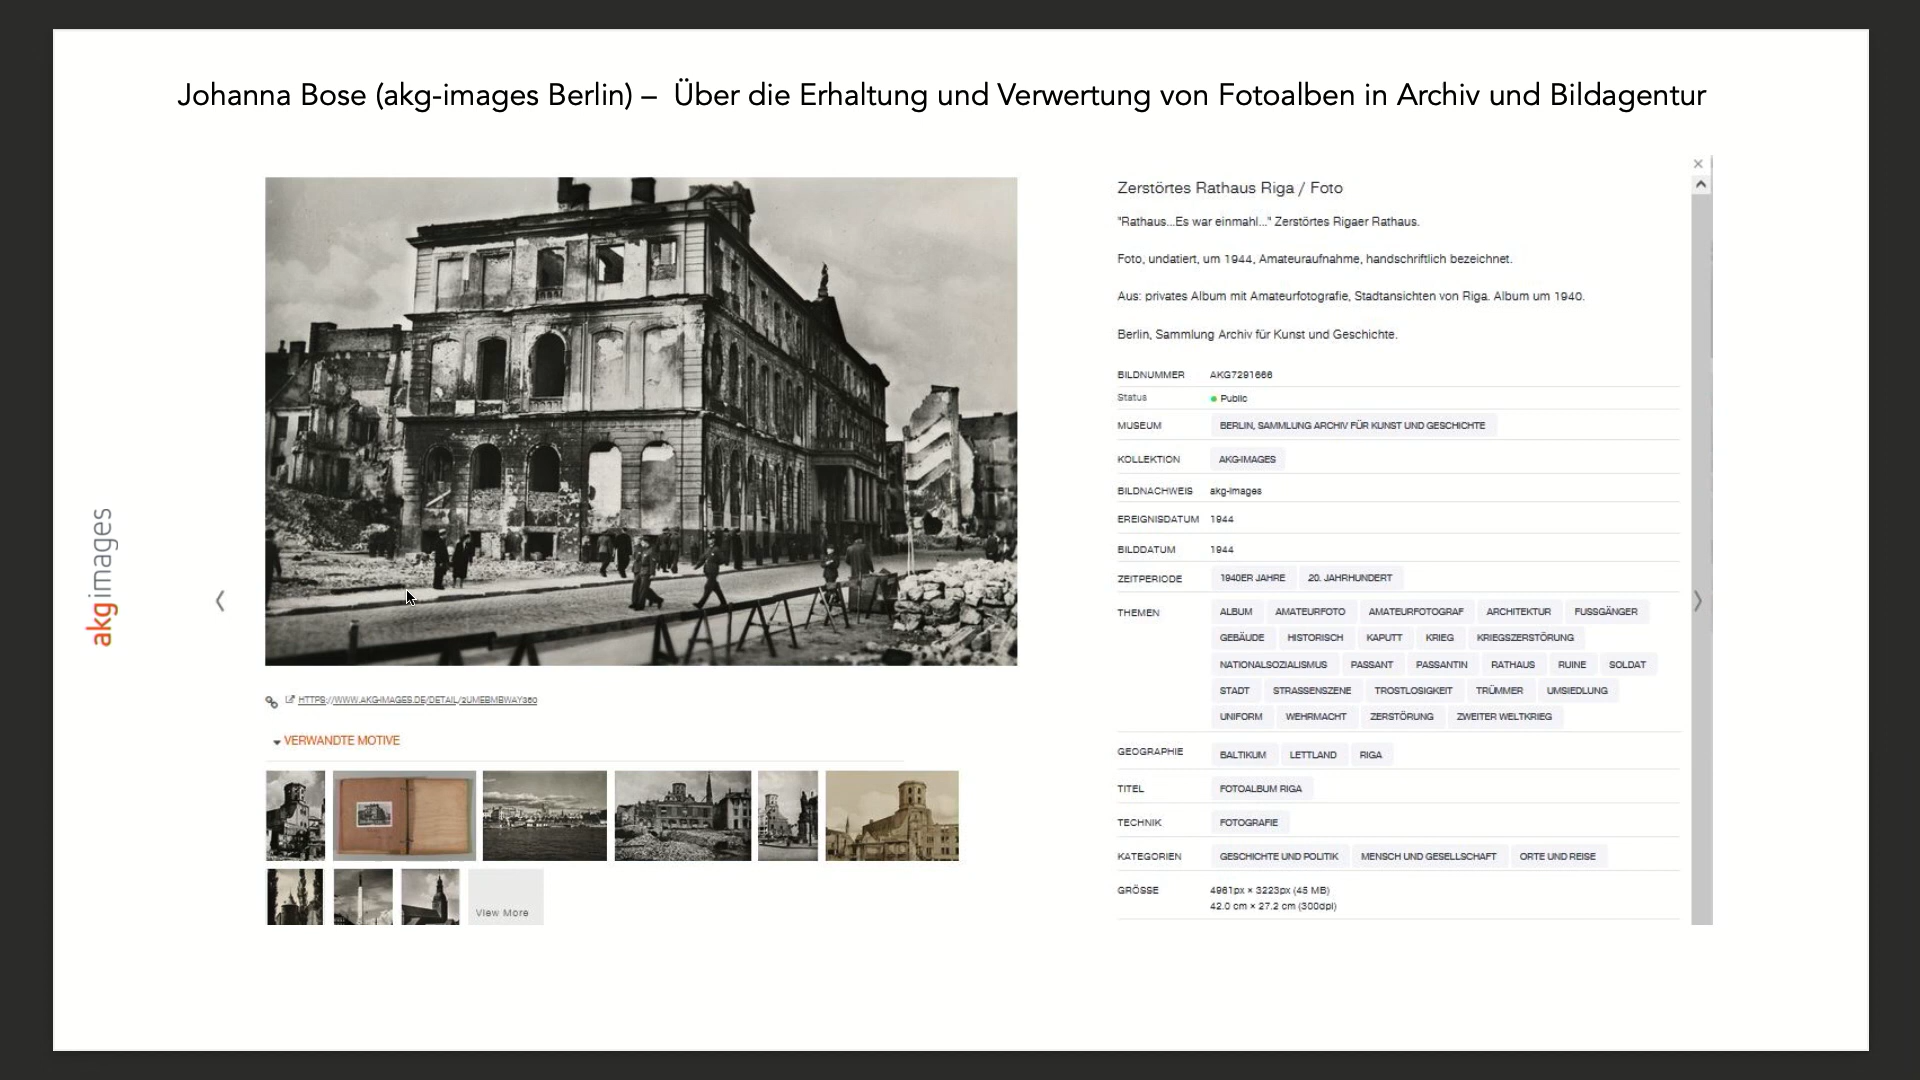 Johanna Bose (akg-images Berlin) – Über die Erhaltung und Verwertung von Fotoalben in Archiv und Bildagentur
akg images
HTTPS://WWW.AKG-IMAGES.DE/DETAIL/2UMEBMBWAY360
VERWANDTE MOTIVE
View More
Zerstörtes Rathaus Riga / Foto
"Rathaus...Es war einmahl..." Zerstörtes Rigaer Rathaus.
Foto, undatiert, um 1944, Amateuraufnahme, handschriftlich bezeichnet.
Aus: privates Album mit Amateurfotografie, Stadtansichten von Riga. Album um 1940.
Berlin, Sammlung Archiv für Kunst und Geschichte.
BILDNUMMER AKG7291666
Status Public
MUSEUM BERLIN, SAMMLUNG ARCHIV FÜR KUNST UND GESCHICHTE
KOLLEKTION AKG-IMAGES
BILDNACHWEIS akg-images
EREIGNISDATUM 1944
BILDDATUM 1944
ZEITPERIODE 1940ER JAHRE 20. JAHRHUNDERT
THEMEN ALBUM AMATEURFOTO AMATEURFOTOGRAF ARCHITEKTUR FUSSGÄNGER
GEBÄUDE HISTORISCH KAPUTT KRIEG KRIEGSZERSTÖRUNG
NATIONALSOZIALISMUS PASSANT PASSANTIN RATHAUS RUINE SOLDAT
STADT STRASSENSZENE TROSTLOSIGKEIT TRÜMMER UMSIEDLUNG
UNIFORM WEHRMACHT ZERSTÖRUNG ZWEITER WELTKRIEG
GEOGRAPHIE BALTIKUM LETTLAND RIGA
TITEL FOTOALBUM RIGA
TECHNIK FOTOGRAFIE
KATEGORIEN GESCHICHTE UND POLITIK MENSCH UND GESELLSCHAFT ORTE UND REISE
GRÖSSE 4961px × 3223px (45 MB)
42.0 cm × 27.2 cm (300dpi)